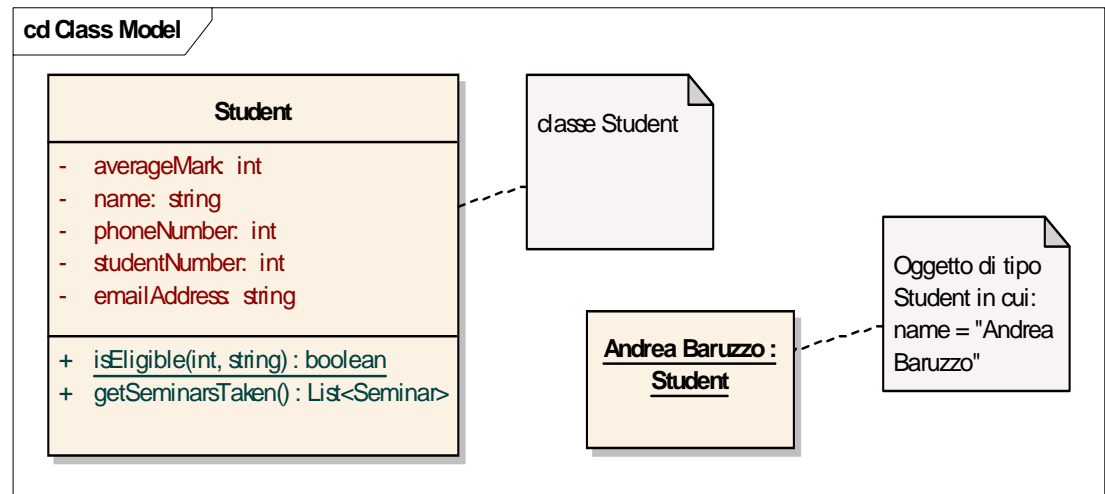 cd Class Model
Student
- averageMark: int
- name: string
- phoneNumber: int
- studentNumber: int
- emailAddress: string
+ isEligible(int, string) : boolean
+ getSeminarsTaken() : List<Seminar>
classe Student
Andrea Baruzzo :
Student
Oggetto di tipo
Student in cui:
name = "Andrea
Baruzzo"